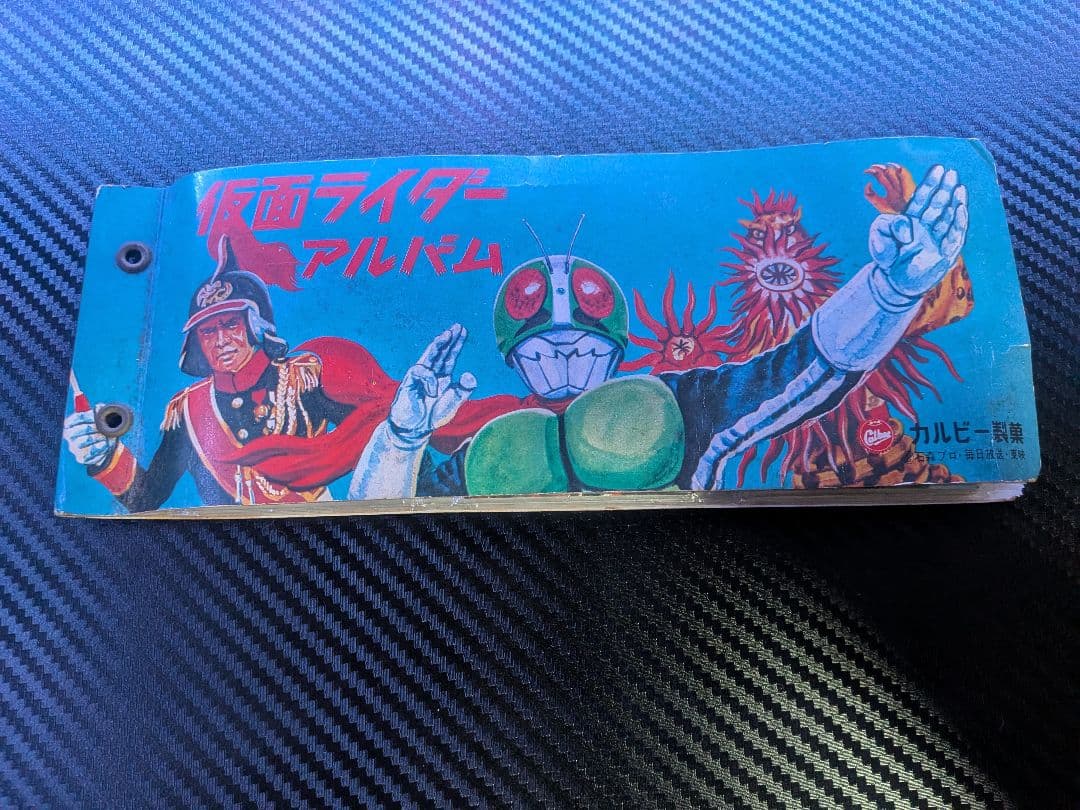 仮面ライダー
アルバム
Calbee
カルビー製菓
石森プロ・毎日放送・東映